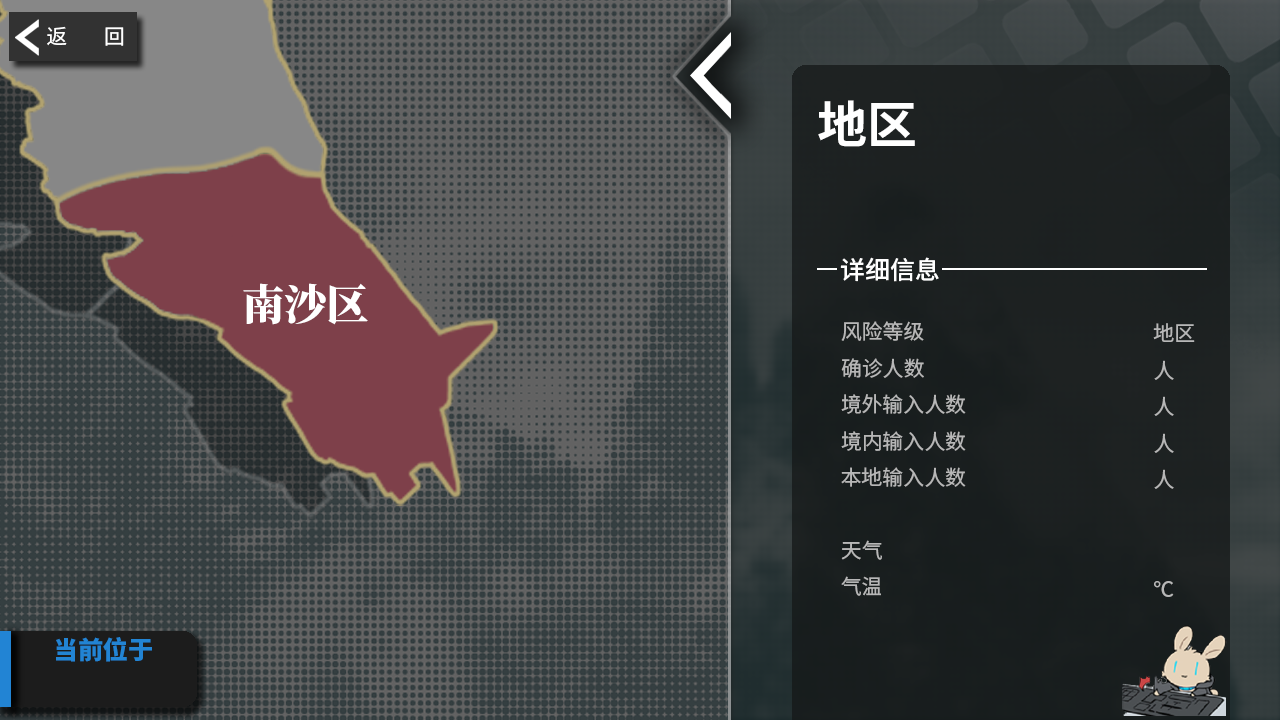 返 回
南沙区
当前位于
地区
详细信息
风险等级 地区
确诊人数 人
境外输入人数 人
境内输入人数 人
本地输入人数 人
天气
气温 ℃